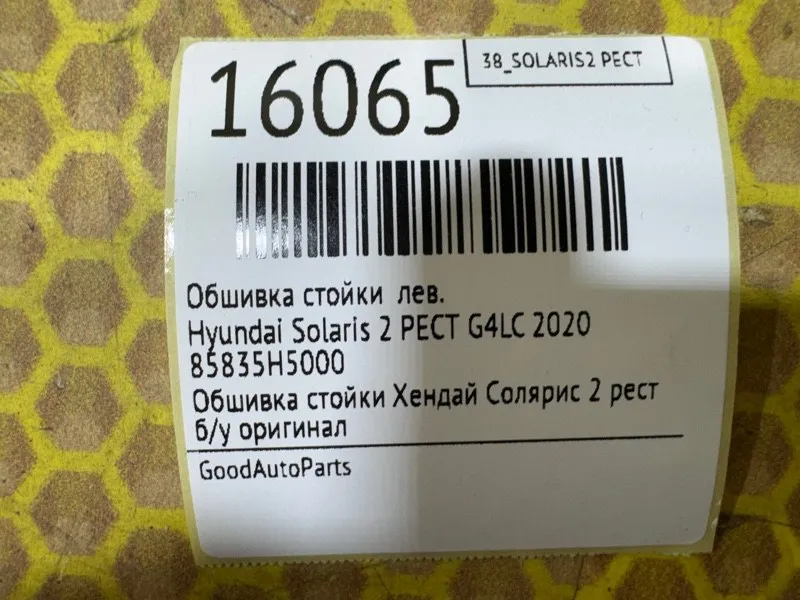 16065
38_SOLARIS2 РЕСТ
Обшивка стойки лев.
Hyundai Solaris 2 РЕСТ G4LC 2020
85835H5000
Обшивка стойки Хендай Солярис 2 рест
б/у оригинал
GoodAutoParts